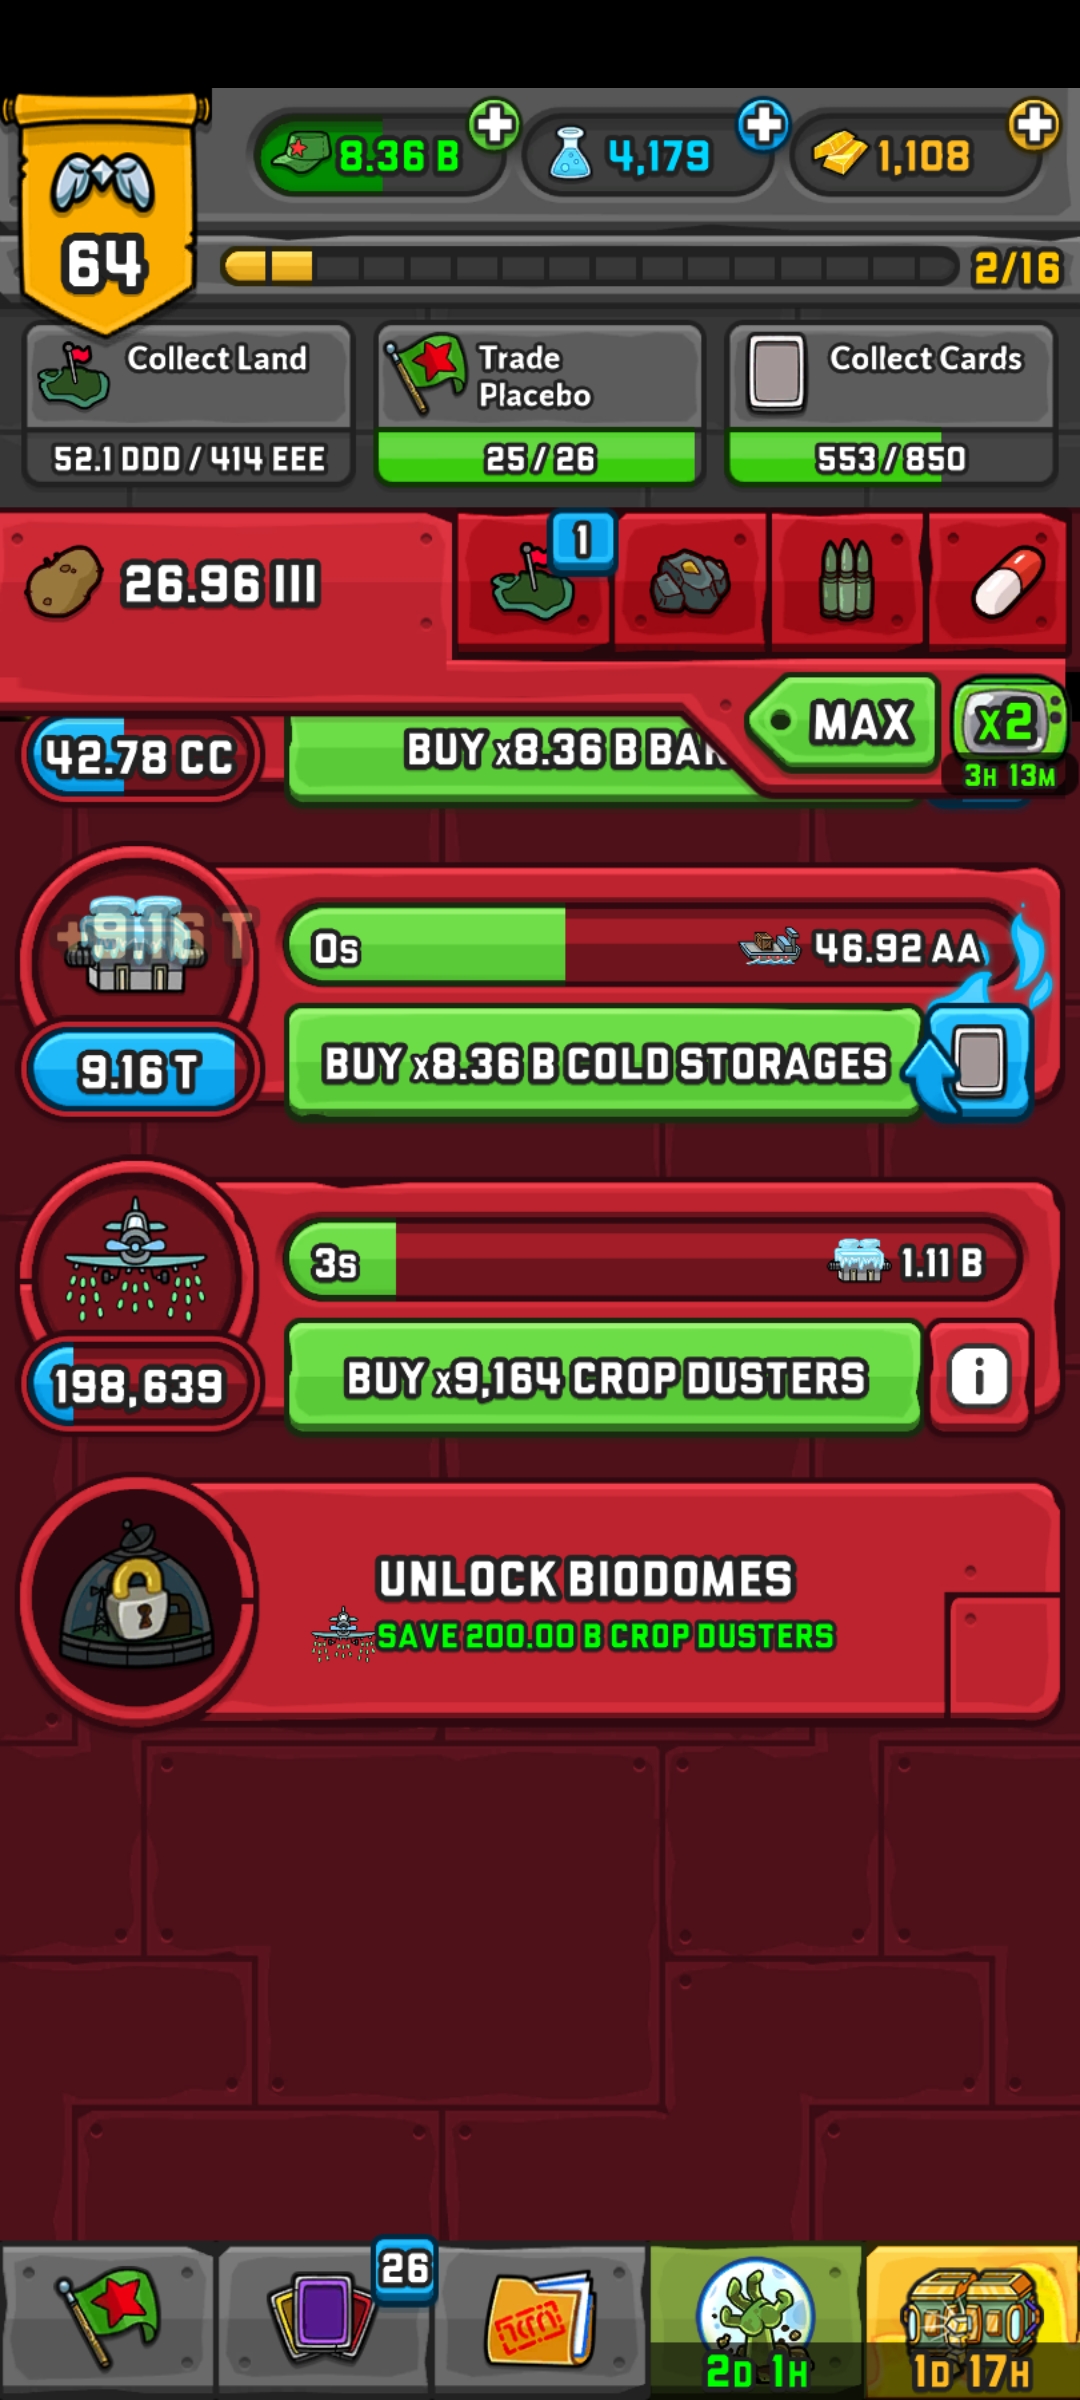 64
8.36 B
4,179
1,108
2/16
Collect Land
52.1 DDD / 414 EEE
Trade
Placebo
25 / 26
Collect Cards
553 / 850
26.96 III
1
MAX
x2
3H 13M
42.78 CC
BUY x8.36 B BAR
+9.16 T
0s
46.92 AA
9.16 T
BUY x8.36 B COLD STORAGES
3s
1.11 B
198,639
BUY x9,164 CROP DUSTERS
i
UNLOCK BIODOMES
SAVE 200.00 B CROP DUSTERS
26
2D 1H
1D 17H